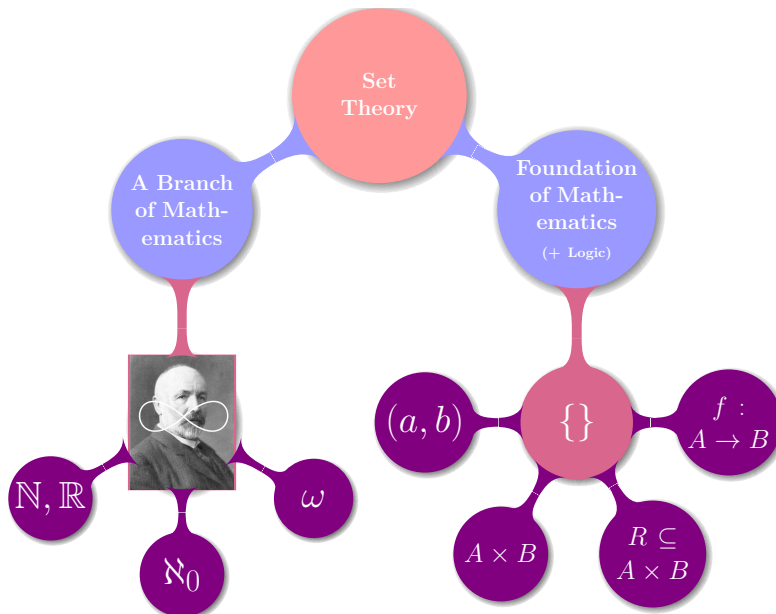 Set
Theory
A Branch
of Math-
ematics
Foundation
of Math-
ematics
(+ Logic)
∞
ℕ, ℝ
ℵ₀
ω
(a, b)
{}
f :
A → B
A × B
R ⊆
A × B